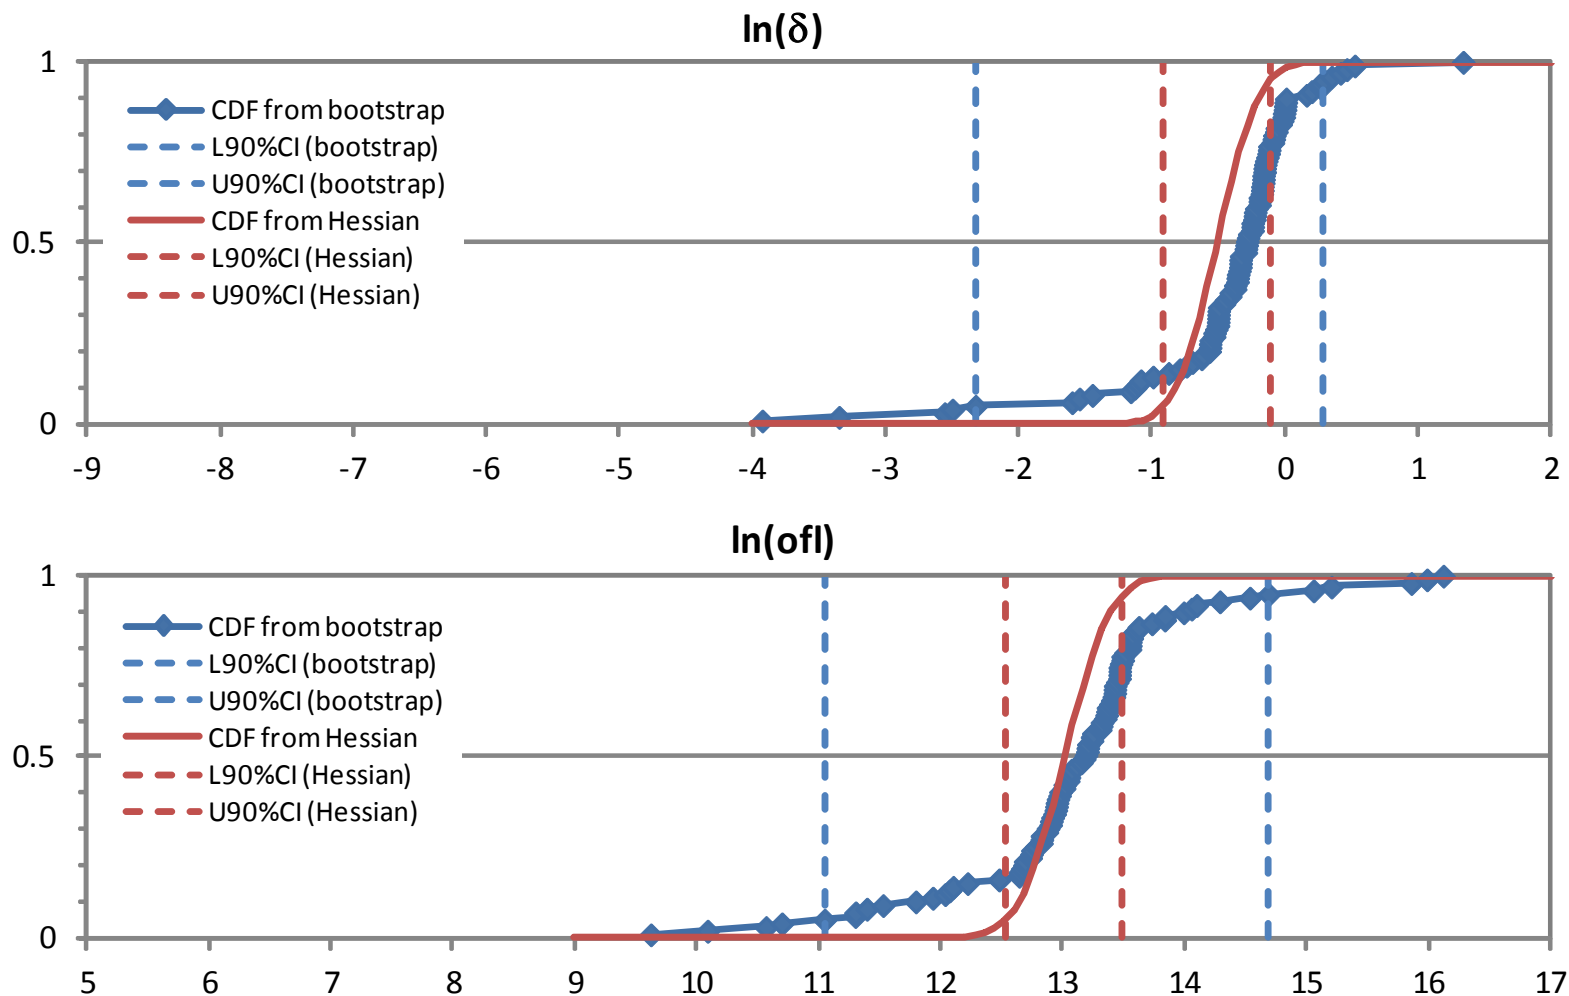 ln(δ)
1
0.5
0
CDF from bootstrap
L90%CI (bootstrap)
U90%CI (bootstrap)
CDF from Hessian
L90%CI (Hessian)
U90%CI (Hessian)
-9 -8 -7 -6 -5 -4 -3 -2 -1 0 1 2
ln(ofl)
1
0.5
0
CDF from bootstrap
L90%CI (bootstrap)
U90%CI (bootstrap)
CDF from Hessian
L90%CI (Hessian)
U90%CI (Hessian)
5 6 7 8 9 10 11 12 13 14 15 16 17